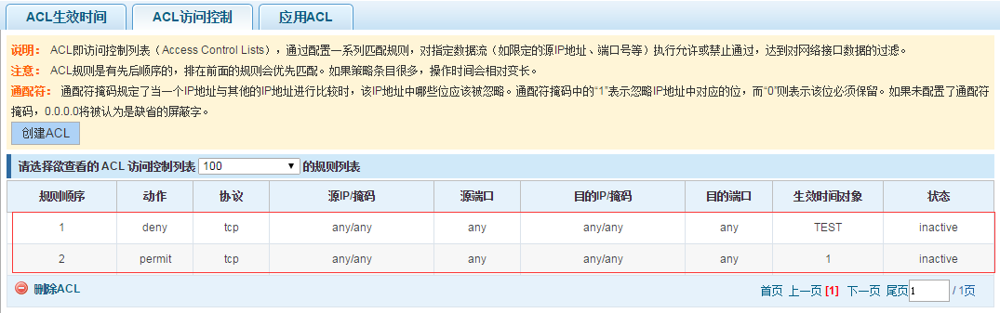 ACL生效时间 ACL访问控制 应用ACL
说明： ACL即访问控制列表（Access Control Lists），通过配置一系列匹配规则，对指定数据流（如限定的源IP地址、端口号等）执行允许或禁止通过，达到对网络接口数据的过滤。
注意： ACL规则是有先后顺序的，排在前面的规则会优先匹配。如果策略条目很多，操作时间会相对变长。
通配符： 通配符掩码规定了当一个IP地址与其他的IP地址进行比较时，该IP地址中哪些位应该被忽略。通配符掩码中的“1”表示忽略IP地址中对应的位，而“0”则表示该位必须保留。如果未配置了通配符
掩码，0.0.0.0将被认为是缺省的屏蔽字。
创建ACL
请选择欲查看的 ACL 访问控制列表 100 的规则列表
规则顺序 动作 协议 源IP/掩码 源端口 目的IP/掩码 目的端口 生效时间对象 状态
1 deny tcp any/any any any/any any TEST inactive
2 permit tcp any/any any any/any any 1 inactive
删除ACL 首页 上一页 [1] 下一页 尾页 1 / 1页